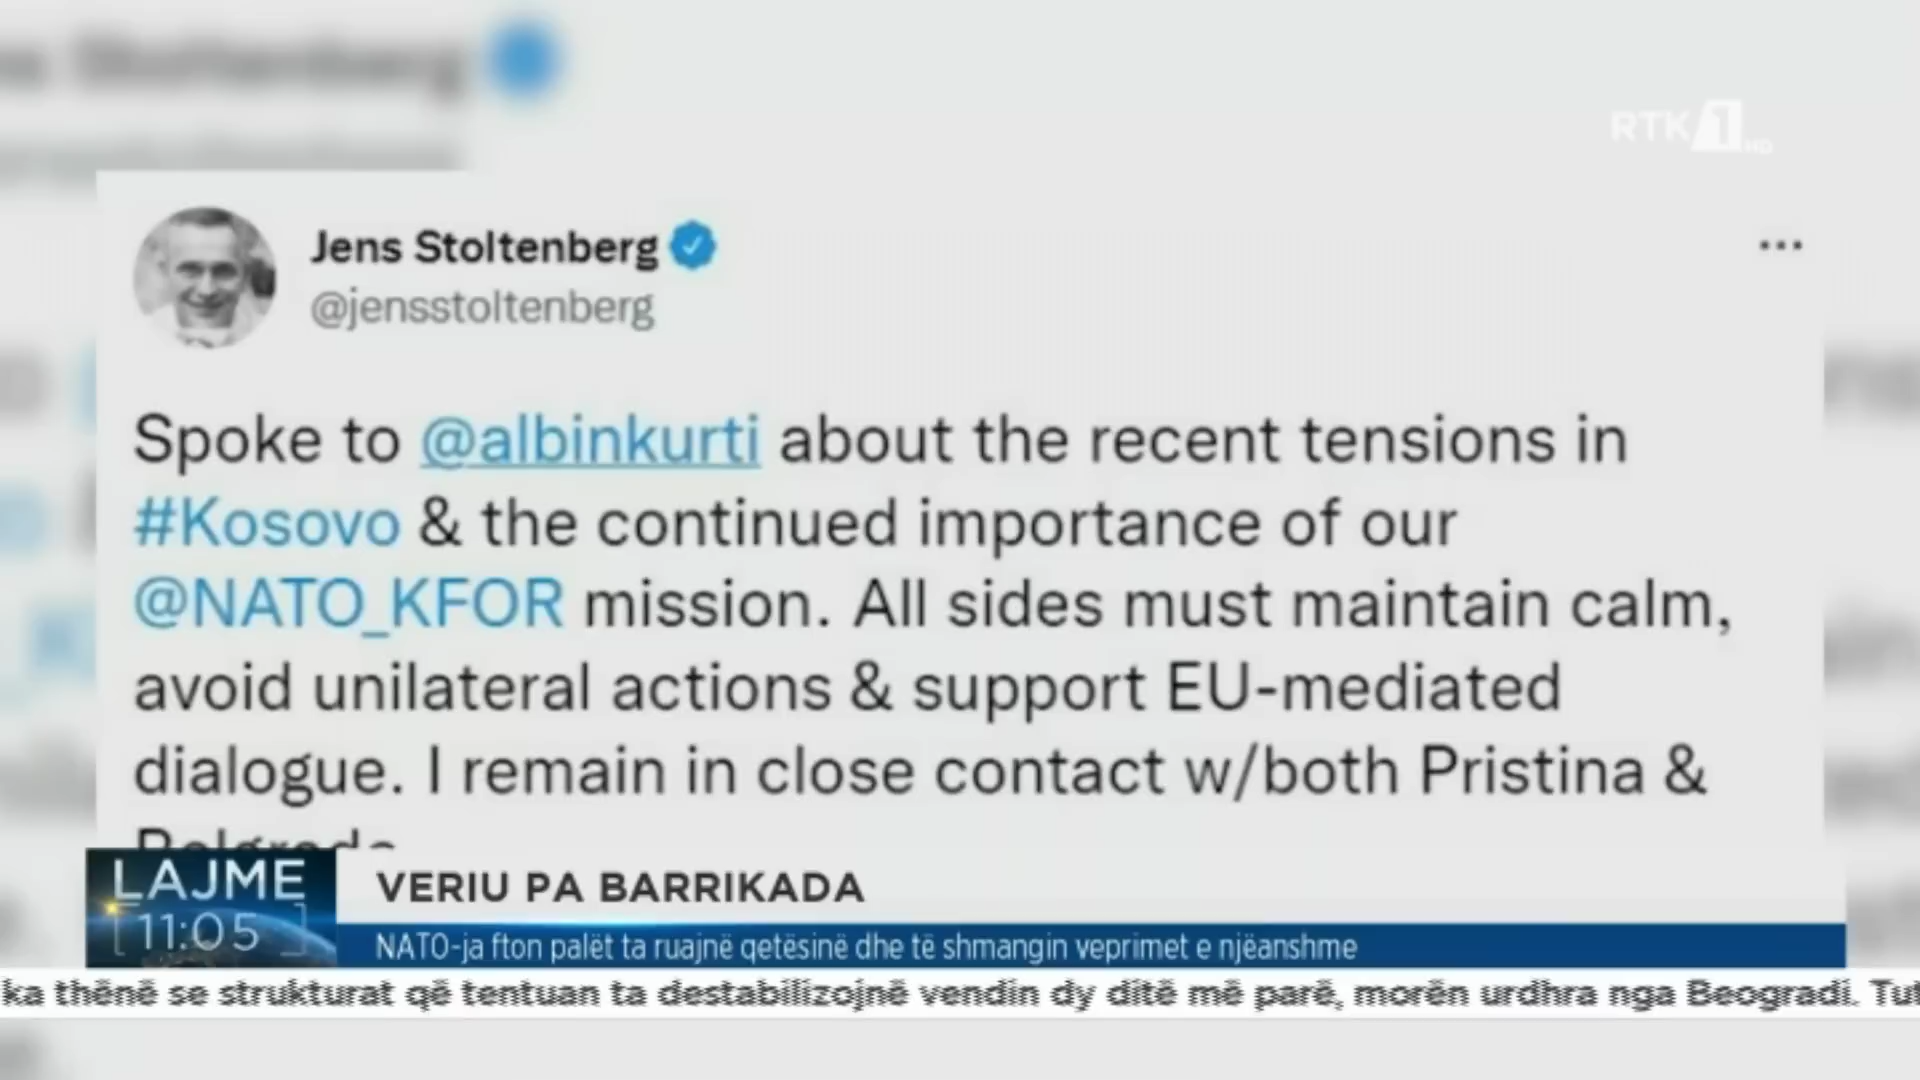 RTK 1 HD
Jens Stoltenberg
@jensstoltenberg
Spoke to @albinkurti about the recent tensions in
#Kosovo & the continued importance of our
@NATO_KFOR mission. All sides must maintain calm,
avoid unilateral actions & support EU-mediated
dialogue. I remain in close contact w/both Pristina &
Belgrade
LAJME
11:05
VERIU PA BARRIKADA
NATO-ja fton palët ta ruajnë qetësinë dhe të shmangin veprimet e njëanshme
ka thënë se strukturat që tentuan ta destabilizojnë vendin dy ditë më parë, morën urdhra nga Beogradi. Tut